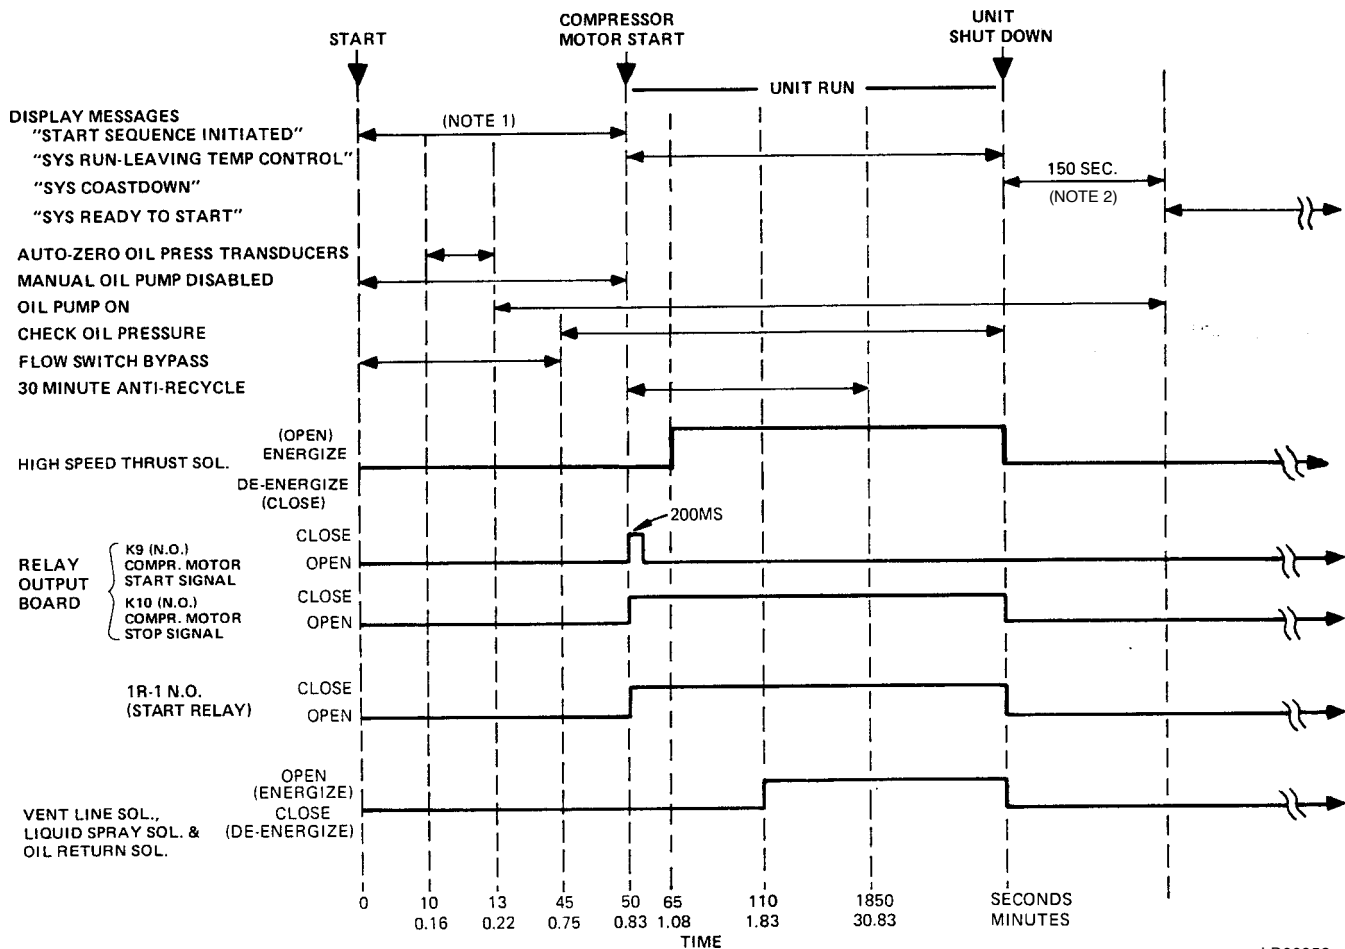 START
COMPRESSOR
MOTOR START
UNIT
SHUT DOWN
UNIT RUN
DISPLAY MESSAGES
"START SEQUENCE INITIATED"
(NOTE 1)
"SYS RUN-LEAVING TEMP CONTROL"
"SYS COASTDOWN"
150 SEC.
(NOTE 2)
"SYS READY TO START"
AUTO-ZERO OIL PRESS TRANSDUCERS
MANUAL OIL PUMP DISABLED
OIL PUMP ON
CHECK OIL PRESSURE
FLOW SWITCH BYPASS
30 MINUTE ANTI-RECYCLE
HIGH SPEED THRUST SOL.
(OPEN)
ENERGIZE
DE-ENERGIZE
(CLOSE)
200MS
RELAY
OUTPUT
BOARD
K9 (N.O.)
COMPR. MOTOR
START SIGNAL
CLOSE
OPEN
K10 (N.O.)
COMPR. MOTOR
STOP SIGNAL
CLOSE
OPEN
1R-1 N.O.
(START RELAY)
CLOSE
OPEN
VENT LINE SOL.,
LIQUID SPRAY SOL. &
OIL RETURN SOL.
OPEN
(ENERGIZE)
CLOSE
(DE-ENERGIZE)
0 10 13 45 50 65 110 1850 SECONDS
0.16 0.22 0.75 0.83 1.08 1.83 30.83 MINUTES
TIME